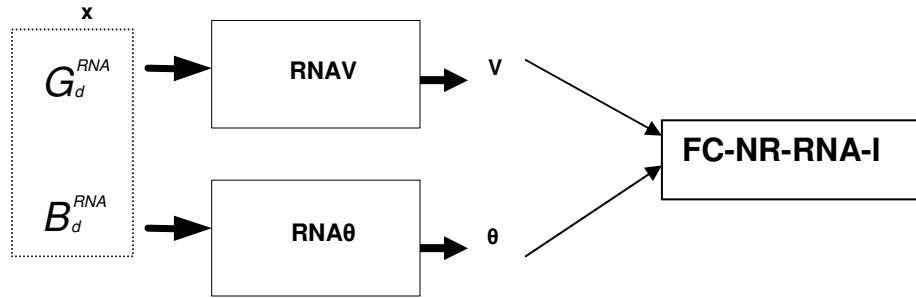 x
G_d^RNA
RNAV
V
FC-NR-RNA-I
B_d^RNA
RNAθ
θ